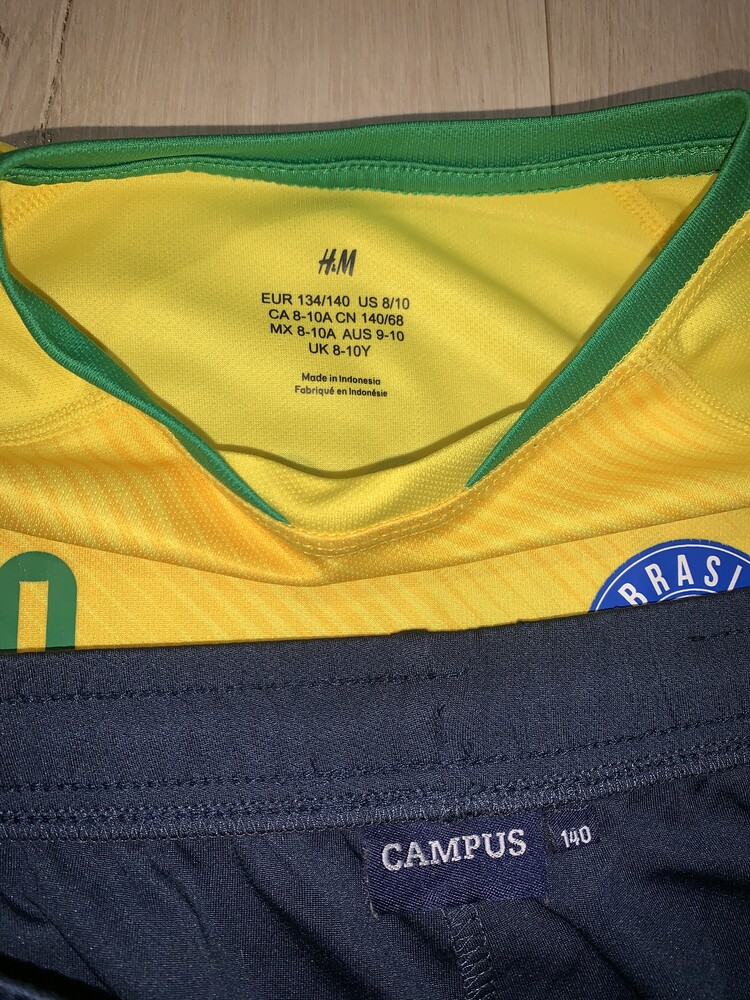 H&M
EUR 134/140 US 8/10
CA 8-10A CN 140/68
MX 8-10A AUS 9-10
UK 8-10Y
Made in Indonesia
Fabriqué en Indonésie
BRASI
CAMPUS 140